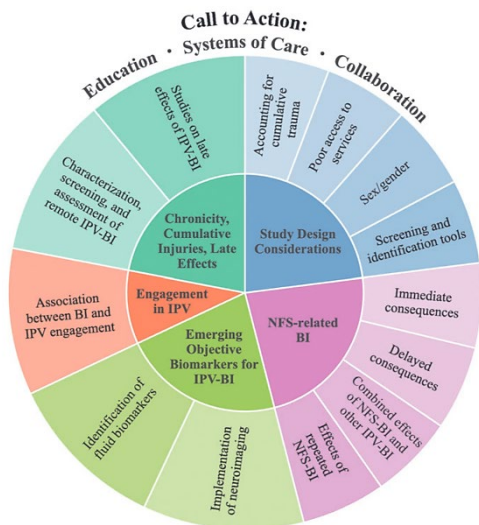 Call to Action:
Education • Systems of Care • Collaboration
Studies on late
effects of IPV-BI
Accounting for
cumulative
trauma
Poor access to
services
Sex/gender
Screening and
identification tools
Characterization,
screening, and
assessment of
remote IPV-BI
Chronicity,
Cumulative
Injuries, Late
Effects
Study Design
Considerations
Association
between BI and
IPV engagement
Engagement
in IPV
NFS-related
BI
Immediate
consequences
Delayed
consequences
Combined effects
of NFS-BI and
other IPV-BI
Effects of
repeated
NFS-BI
Emerging
Objective
Biomarkers for
IPV-BI
Identification of
fluid biomarkers
Implementation
of neuroimaging